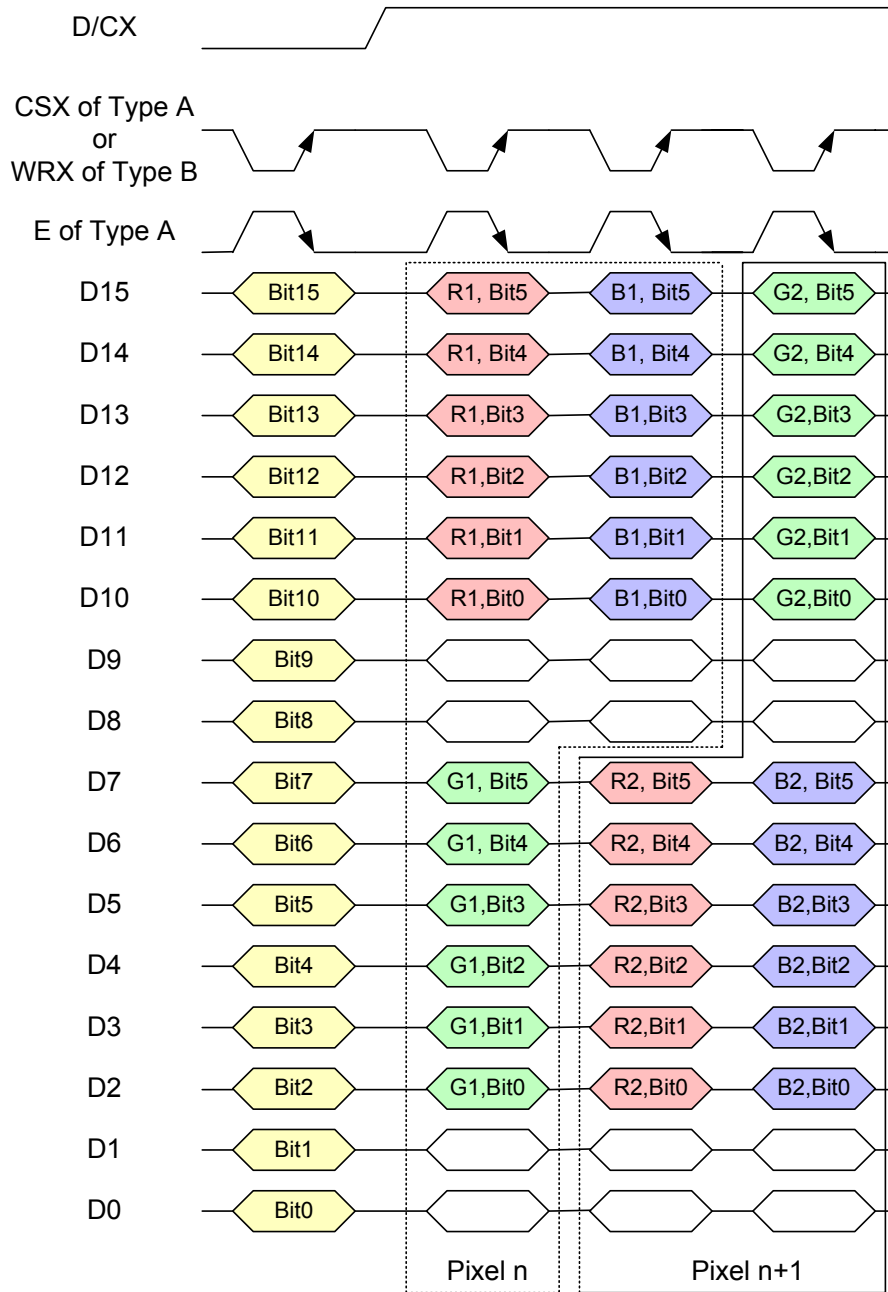 D/CX
CSX of Type A
or
WRX of Type B
E of Type A
D15 Bit15 R1, Bit5 B1, Bit5 G2, Bit5
D14 Bit14 R1, Bit4 B1, Bit4 G2, Bit4
D13 Bit13 R1,Bit3 B1,Bit3 G2,Bit3
D12 Bit12 R1,Bit2 B1,Bit2 G2,Bit2
D11 Bit11 R1,Bit1 B1,Bit1 G2,Bit1
D10 Bit10 R1,Bit0 B1,Bit0 G2,Bit0
D9 Bit9
D8 Bit8
D7 Bit7 G1, Bit5 R2, Bit5 B2, Bit5
D6 Bit6 G1, Bit4 R2, Bit4 B2, Bit4
D5 Bit5 G1,Bit3 R2,Bit3 B2,Bit3
D4 Bit4 G1,Bit2 R2,Bit2 B2,Bit2
D3 Bit3 G1,Bit1 R2,Bit1 B2,Bit1
D2 Bit2 G1,Bit0 R2,Bit0 B2,Bit0
D1 Bit1
D0 Bit0
Pixel n Pixel n+1